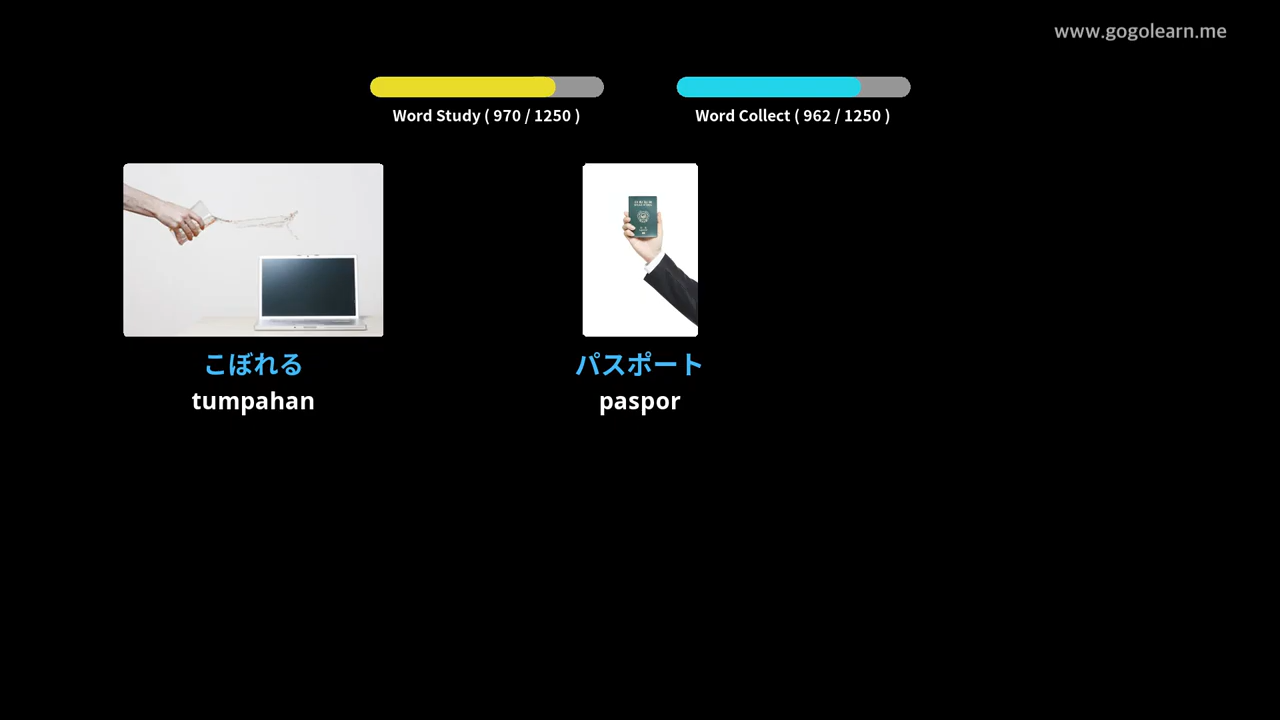 www.gogolearn.me
Word Study ( 970 / 1250 )
Word Collect ( 962 / 1250 )
こぼれる
tumpahan
パスポート
paspor